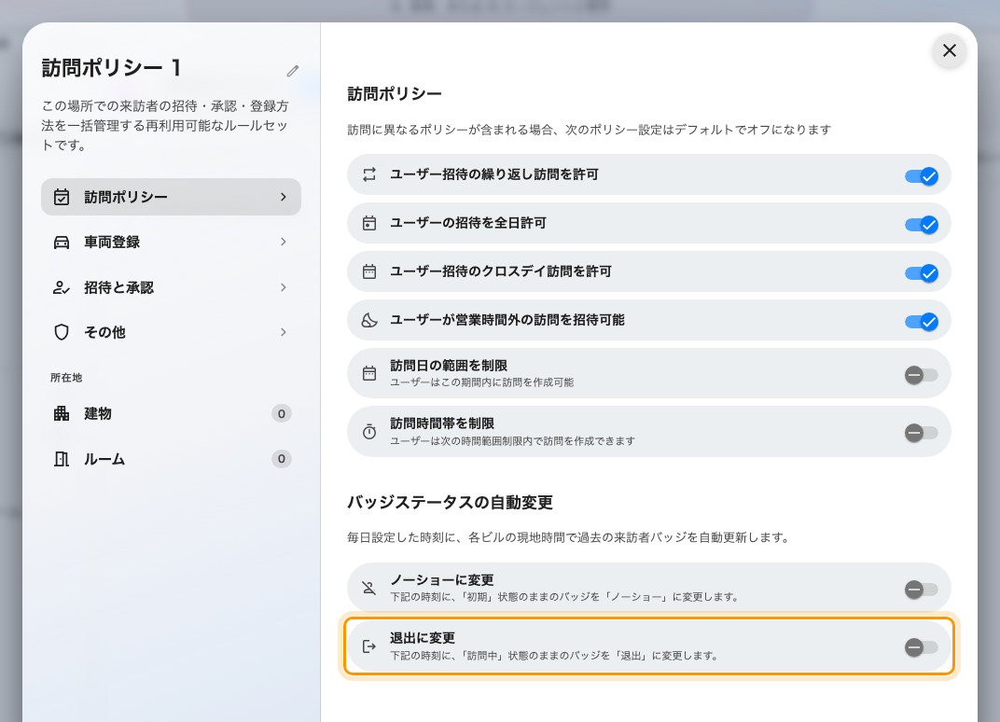 訪問ポリシー 1
この場所での来訪者の招待・承認・登録方
法を一括管理する再利用可能なルールセッ
トです。
訪問ポリシー
車両登録
招待と承認
その他
所在地
建物
0
ルーム
0
訪問ポリシー
訪問に異なるポリシーが含まれる場合、次のポリシー設定はデフォルトでオフになります
ユーザー招待の繰り返し訪問を許可
ユーザーの招待を全日許可
ユーザー招待のクロスデイ訪問を許可
ユーザーが営業時間外の訪問を招待可能
訪問日の範囲を制限
ユーザーはこの期間内に訪問を作成可能
訪問時間帯を制限
ユーザーは次の時間範囲制限内で訪問を作成できます
バッジステータスの自動変更
毎日設定した時刻に、各ビルの現地時間で過去の来訪者バッジを自動更新します。
ノーショーに変更
下記の時刻に、「初期」状態のままのバッジを「ノーショー」に変更します。
退出に変更
下記の時刻に、「訪問中」状態のままのバッジを「退出」に変更します。